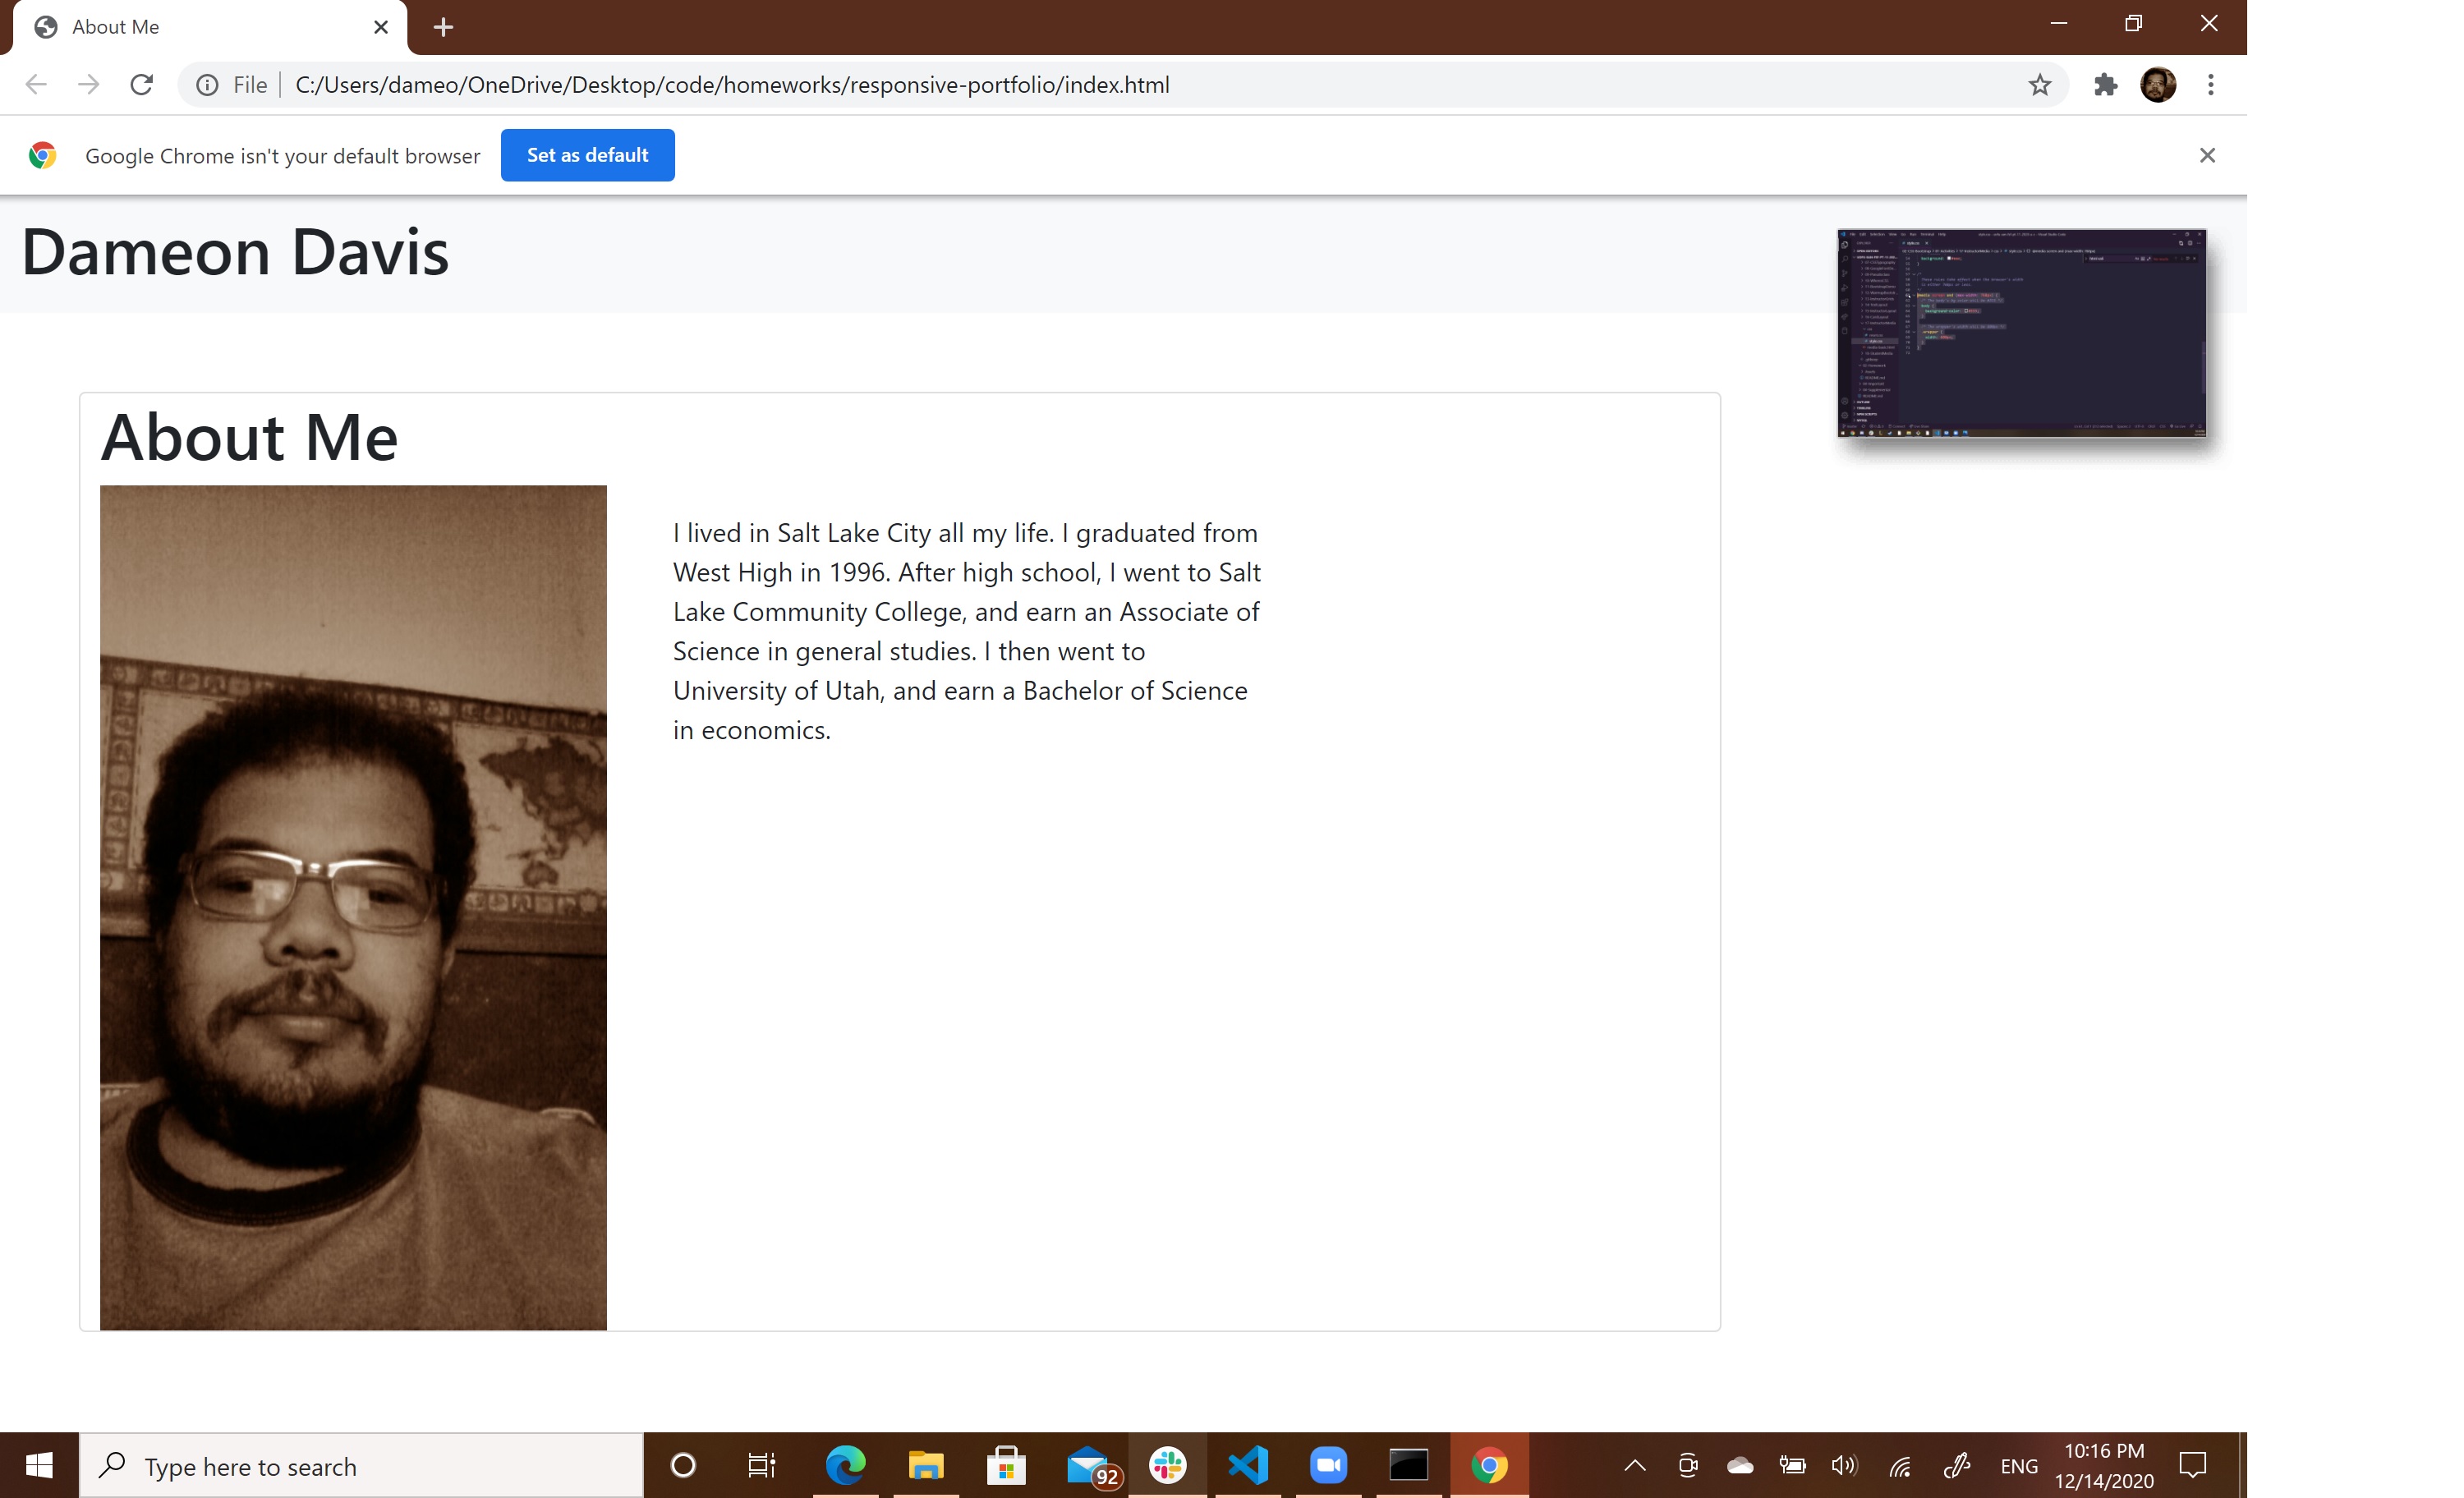 About Me
File
C:/Users/dameo/OneDrive/Desktop/code/homeworks/responsive-portfolio/index.html
Google Chrome isn't your default browser
Set as default
Dameon Davis
About Me
I lived in Salt Lake City all my life. I graduated from
West High in 1996. After high school, I went to Salt
Lake Community College, and earn an Associate of
Science in general studies. I then went to
University of Utah, and earn a Bachelor of Science
in economics.
Type here to search
92
ENG
10:16 PM
12/14/2020